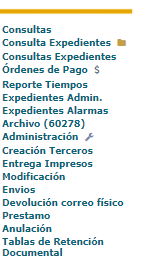 Consultas
Consulta Expedientes
Consultas Expedientes
Órdenes de Pago $
Reporte Tiempos
Expedientes Admin.
Expedientes Alarmas
Archivo (60278)
Administración
Creación Terceros
Entrega Impresos
Modificación
Envios
Devolución correo físico
Prestamo
Anulación
Tablas de Retención
Documental